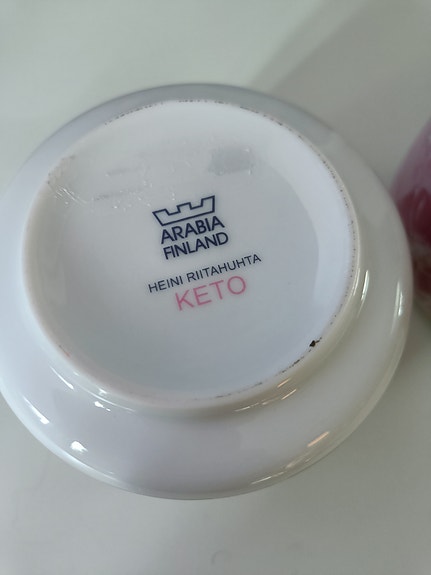 ARABIA
FINLAND
HEINI RIITAHUHTA
KETO